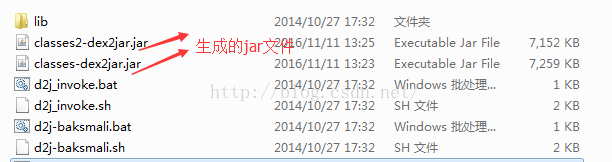 lib 2014/10/27 17:32 文件夹
classes2-dex2jar.jar 2016/11/11 13:25 Executable Jar File 7,152 KB
生成的jar文件
classes-dex2jar.jar 2016/11/11 13:23 Executable Jar File 7,259 KB
d2j_invoke.bat 2014/10/27 17:32 Windows 批处理... 1 KB
http://blog.csdn.net/
d2j_invoke.sh 2014/10/27 17:32 SH 文件 1 KB
d2j-baksmali.bat 2014/10/27 17:32 Windows 批处理... 1 KB
d2j-baksmali.sh 2014/10/27 17:32 SH 文件 2 KB